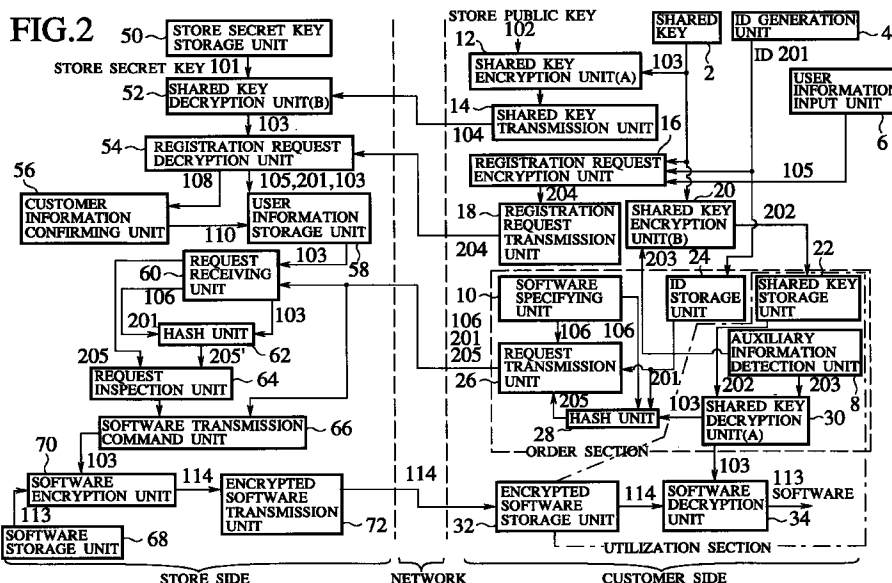 FIG.2
50
STORE SECRET KEY
STORAGE UNIT
STORE SECRET KEY 101
52
SHARED KEY
DECRYPTION UNIT(B)
103
54
REGISTRATION REQUEST
DECRYPTION UNIT
108
105,201,103
56
CUSTOMER
INFORMATION
CONFIRMING UNIT
110
USER
INFORMATION
STORAGE UNIT
58
103
60
REQUEST
RECEIVING
UNIT
106
201
103
HASH UNIT
62
205'
205
REQUEST
INSPECTION UNIT
64
SOFTWARE TRANSMISSION
COMMAND UNIT
66
103
70
SOFTWARE
ENCRYPTION UNIT
114
ENCRYPTED
SOFTWARE
TRANSMISSION
UNIT
72
113
SOFTWARE
STORAGE UNIT
68
STORE SIDE
NETWORK
114
STORE PUBLIC KEY
102
12
SHARED KEY
ENCRYPTION UNIT(A)
103
SHARED
KEY
2
ID GENERATION
UNIT
4
ID 201
USER
INFORMATION
INPUT UNIT
6
14
SHARED KEY
TRANSMISSION UNIT
104
16
REGISTRATION REQUEST
ENCRYPTION UNIT
105
204
18
REGISTRATION
REQUEST
TRANSMISSION UNIT
204
20
SHARED KEY
ENCRYPTION
UNIT(B)
202
203
24
22
10
SOFTWARE
SPECIFYING
UNIT
ID
STORAGE
UNIT
SHARED KEY
STORAGE
UNIT
106
201
205
106
106
REQUEST
TRANSMISSION
UNIT
26
201
AUXILIARY
INFORMATION
DETECTION UNIT
8
202
203
205
HASH UNIT
28
103
SHARED KEY
DECRYPTION
UNIT(A)
30
ORDER SECTION
103
ENCRYPTED
SOFTWARE
STORAGE UNIT
32
114
SOFTWARE
DECRYPTION
UNIT
34
113
SOFTWARE
UTILIZATION SECTION
CUSTOMER SIDE